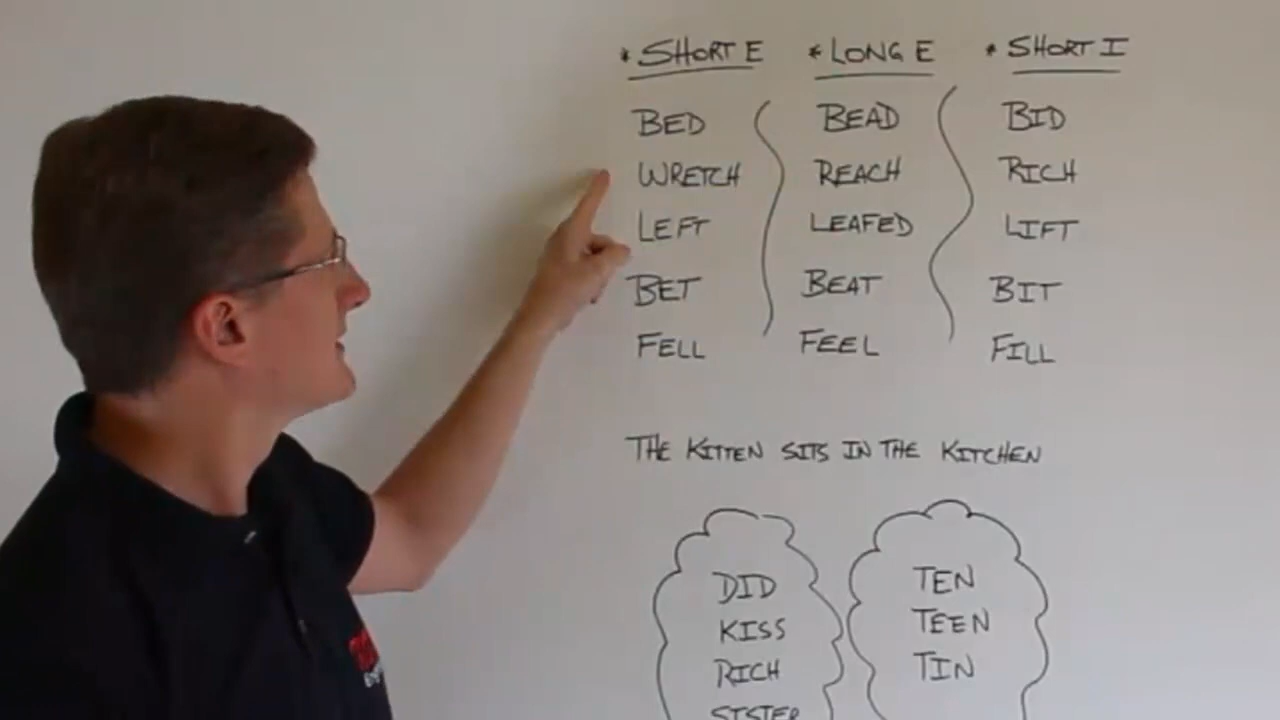 * SHORT E * LONG E * SHORT I
BED BEAD BID
WRETCH REACH RICH
LEFT LEAFED LIFT
BET BEAT BIT
FELL FEEL FILL
THE KITTEN SITS IN THE KITCHEN
DID
KISS
RICH
SISTER
TEN
TEEN
TIN